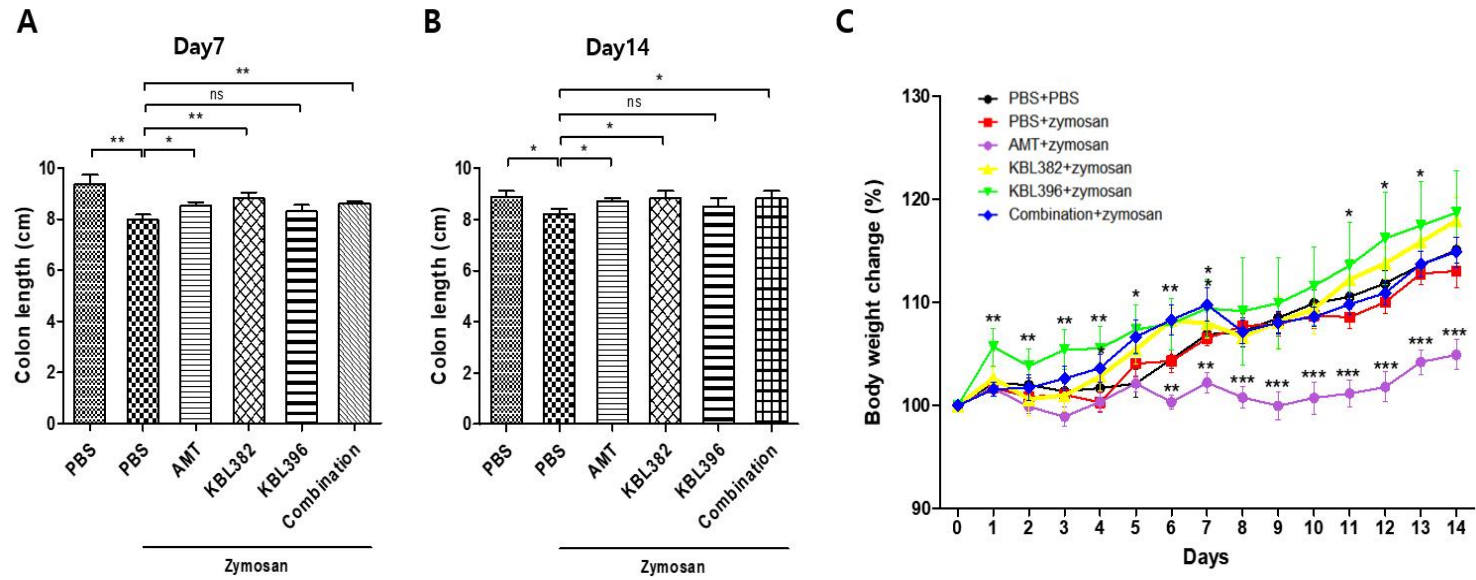 A
Day7
**
ns
**
**
*
Colon length (cm)
10
8
6
4
2
0
PBS
PBS
AMT
KBL382
KBL396
Combination
Zymosan
B
Day14
*
ns
*
*
*
Colon length (cm)
10
8
6
4
2
0
PBS
PBS
AMT
KBL382
KBL396
Combination
Zymosan
C
Body weight change (%)
130
120
110
100
90
PBS+PBS
PBS+zymosan
AMT+zymosan
KBL382+zymosan
KBL396+zymosan
Combination+zymosan
** ** ** ** * ** * * * * *
*
** ** *** *** *** *** *** *** ***
0 1 2 3 4 5 6 7 8 9 10 11 12 13 14
Days